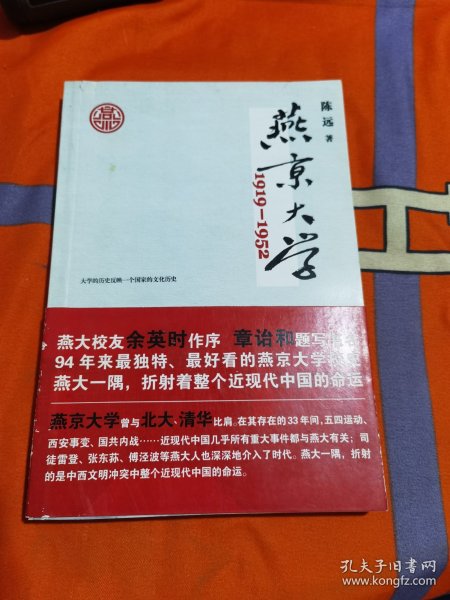 陈远 著
燕京大学
1919－1952
大学的历史反映一个国家的文化历史
燕大校友余英时作序 章诒和题写
94年来最独特、最好看的燕京大学
燕大一隅，折射着整个近现代中国的命运
燕京大学曾与北大、清华比肩。在其存在的33年间，五四运动、
西安事变、国共内战……近现代中国几乎所有重大事件都与燕大有关；司
徒雷登、张东荪、傅泾波等燕大人也深深地介入了时代。燕大一隅，折射
的是中西文明冲突中整个近现代中国的命运。
孔夫子旧书网
www.kongfz.com